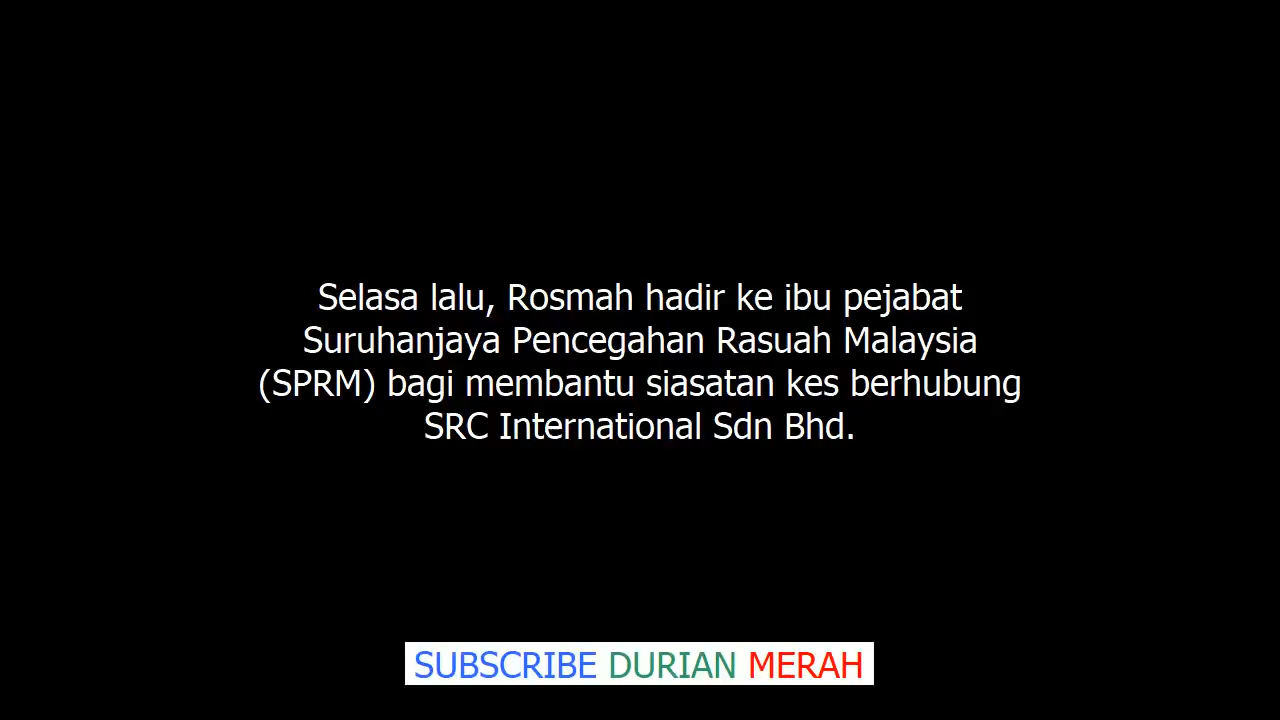 Selasa lalu, Rosmah hadir ke ibu pejabat
Suruhanjaya Pencegahan Rasuah Malaysia
(SPRM) bagi membantu siasatan kes berhubung
SRC International Sdn Bhd.
SUBSCRIBE DURIAN MERAH